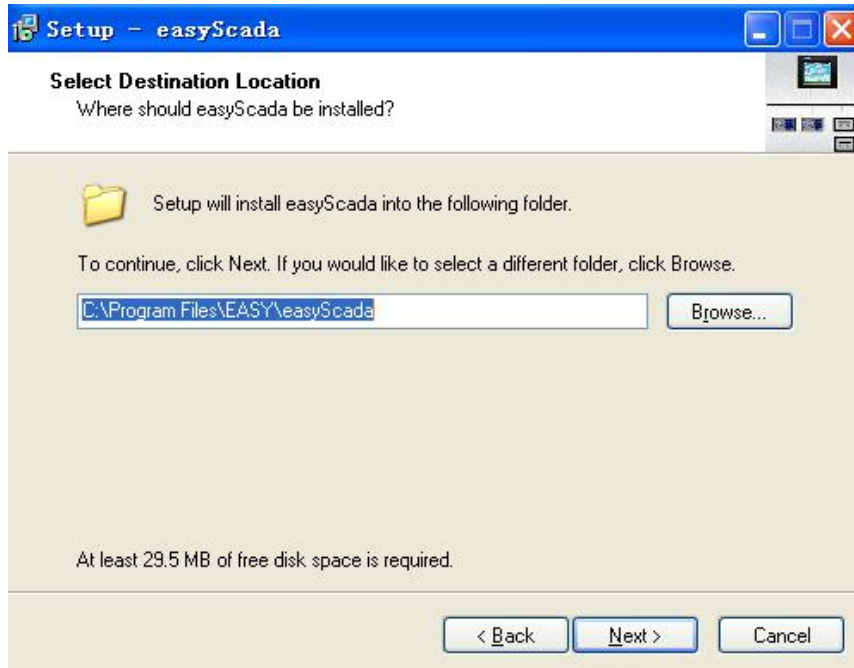 Setup - easyScada
Select Destination Location
Where should easyScada be installed?
Setup will install easyScada into the following folder.
To continue, click Next. If you would like to select a different folder, click Browse.
C:\Program Files\EASY\easyScada
Browse...
At least 29.5 MB of free disk space is required.
< Back
Next >
Cancel